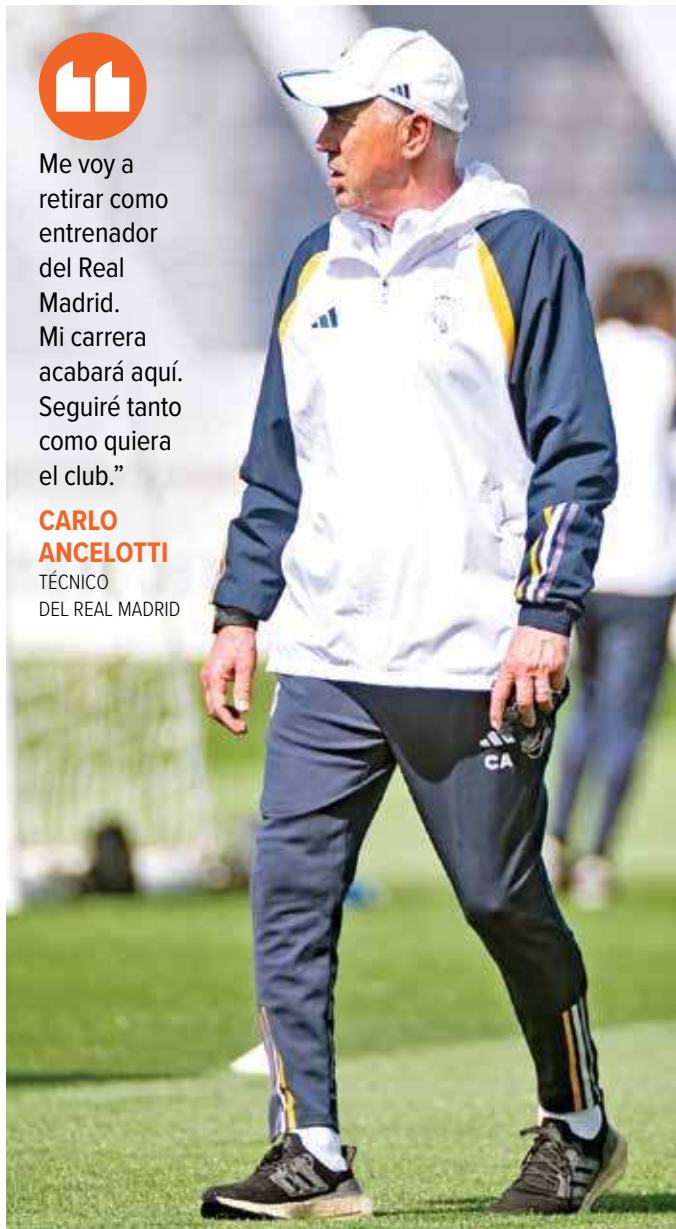 Me voy a
retirar como
entrenador
del Real
Madrid.
Mi carrera
acabará aquí.
Seguiré tanto
como quiera
el club.”
CARLO
ANCELOTTI
TÉCNICO
DEL REAL MADRID
CA